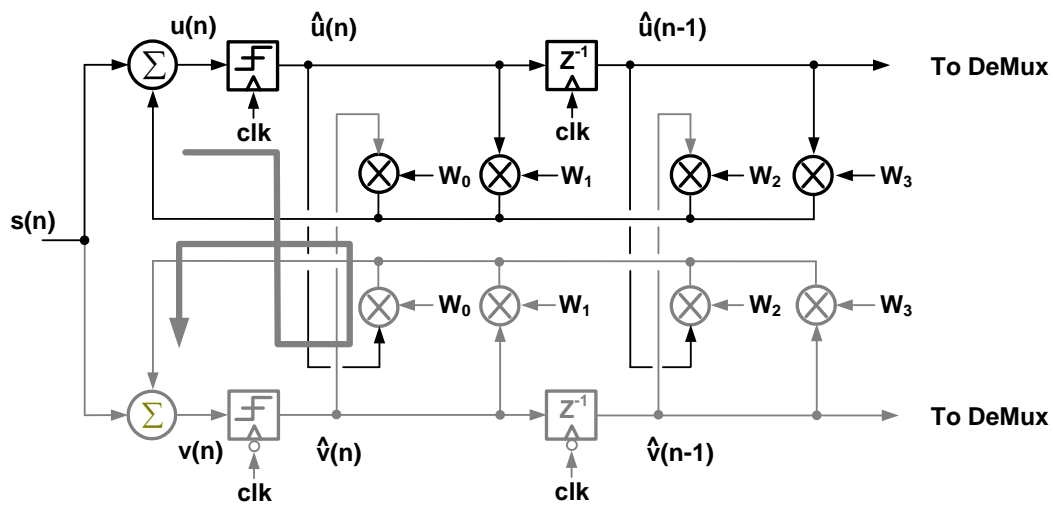 u(n) û(n) û(n-1)
Σ Z⁻¹ To DeMux
clk clk
W₀ W₁ W₂ W₃
s(n)
W₀ W₁ W₂ W₃
Σ Z⁻¹ To DeMux
v(n) v̂(n) v̂(n-1)
clk clk